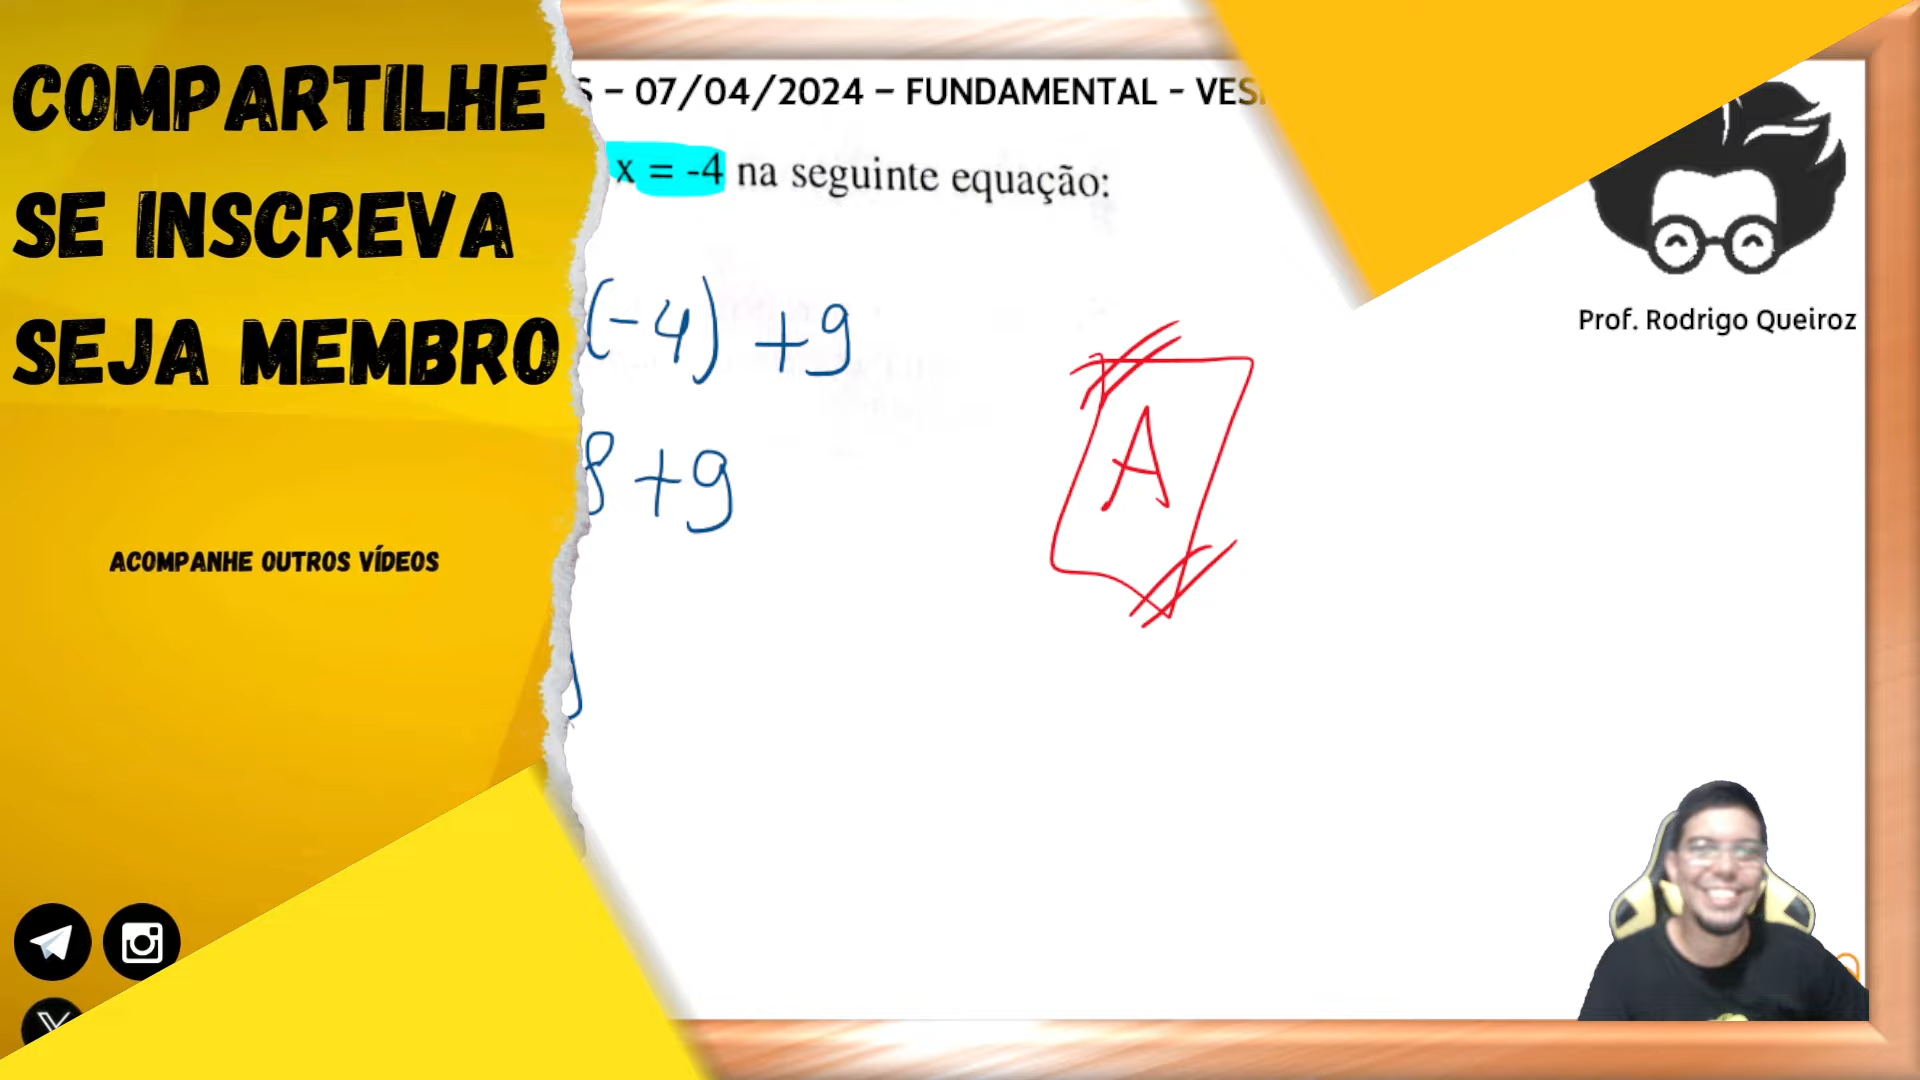 COMPARTILHE
SE INSCREVA
SEJA MEMBRO
ACOMPANHE OUTROS VÍDEOS
– 07/04/2024 – FUNDAMENTAL - VES
x = -4 na seguinte equação:
(-4) +9
8 +9
A
Prof. Rodrigo Queiroz